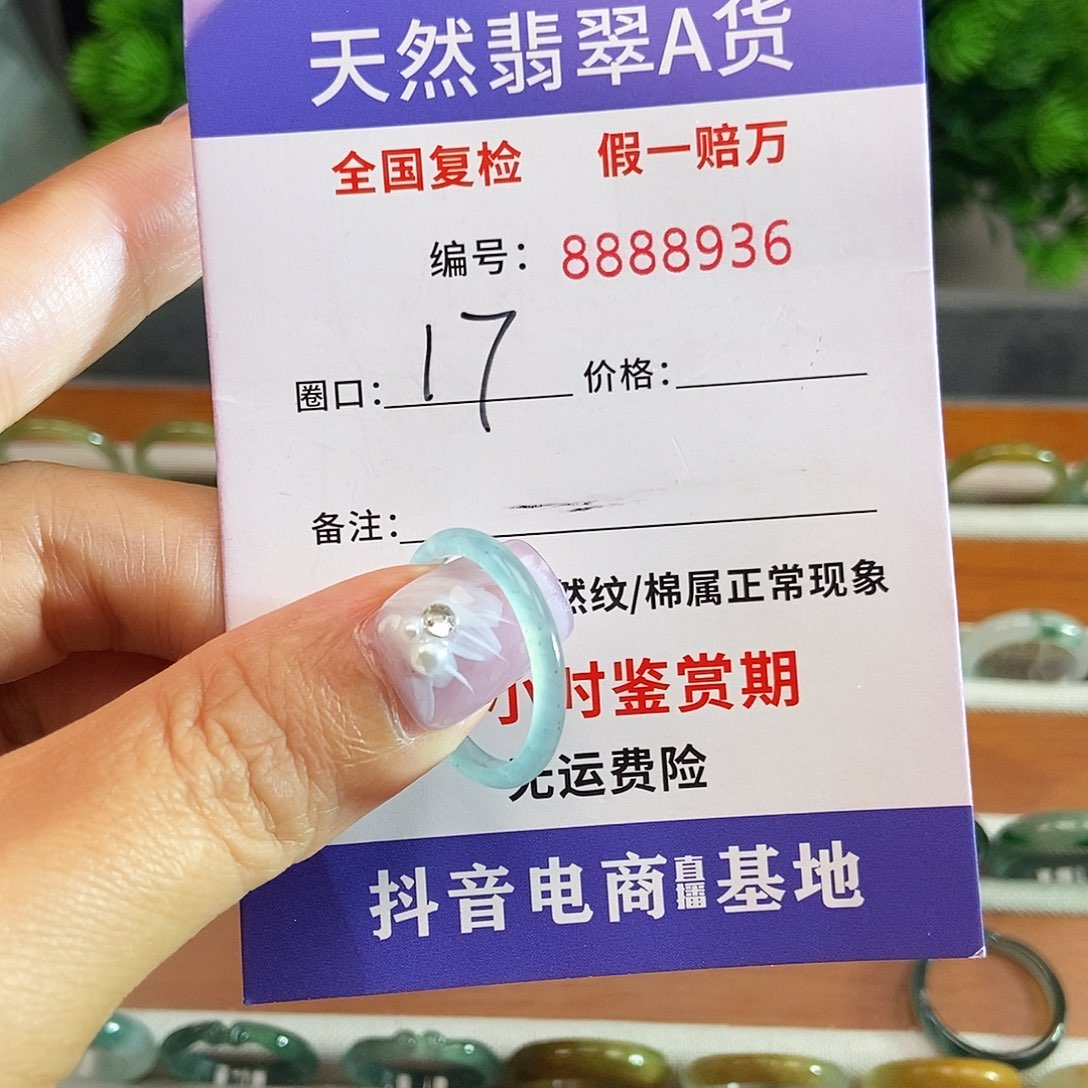 天然翡翠A货
全国复检 假一赔万
编号：8888936
圈口：17 价格：
备注：
然纹/棉属正常现象
小时鉴赏期
无运费险
抖音电商直播基地